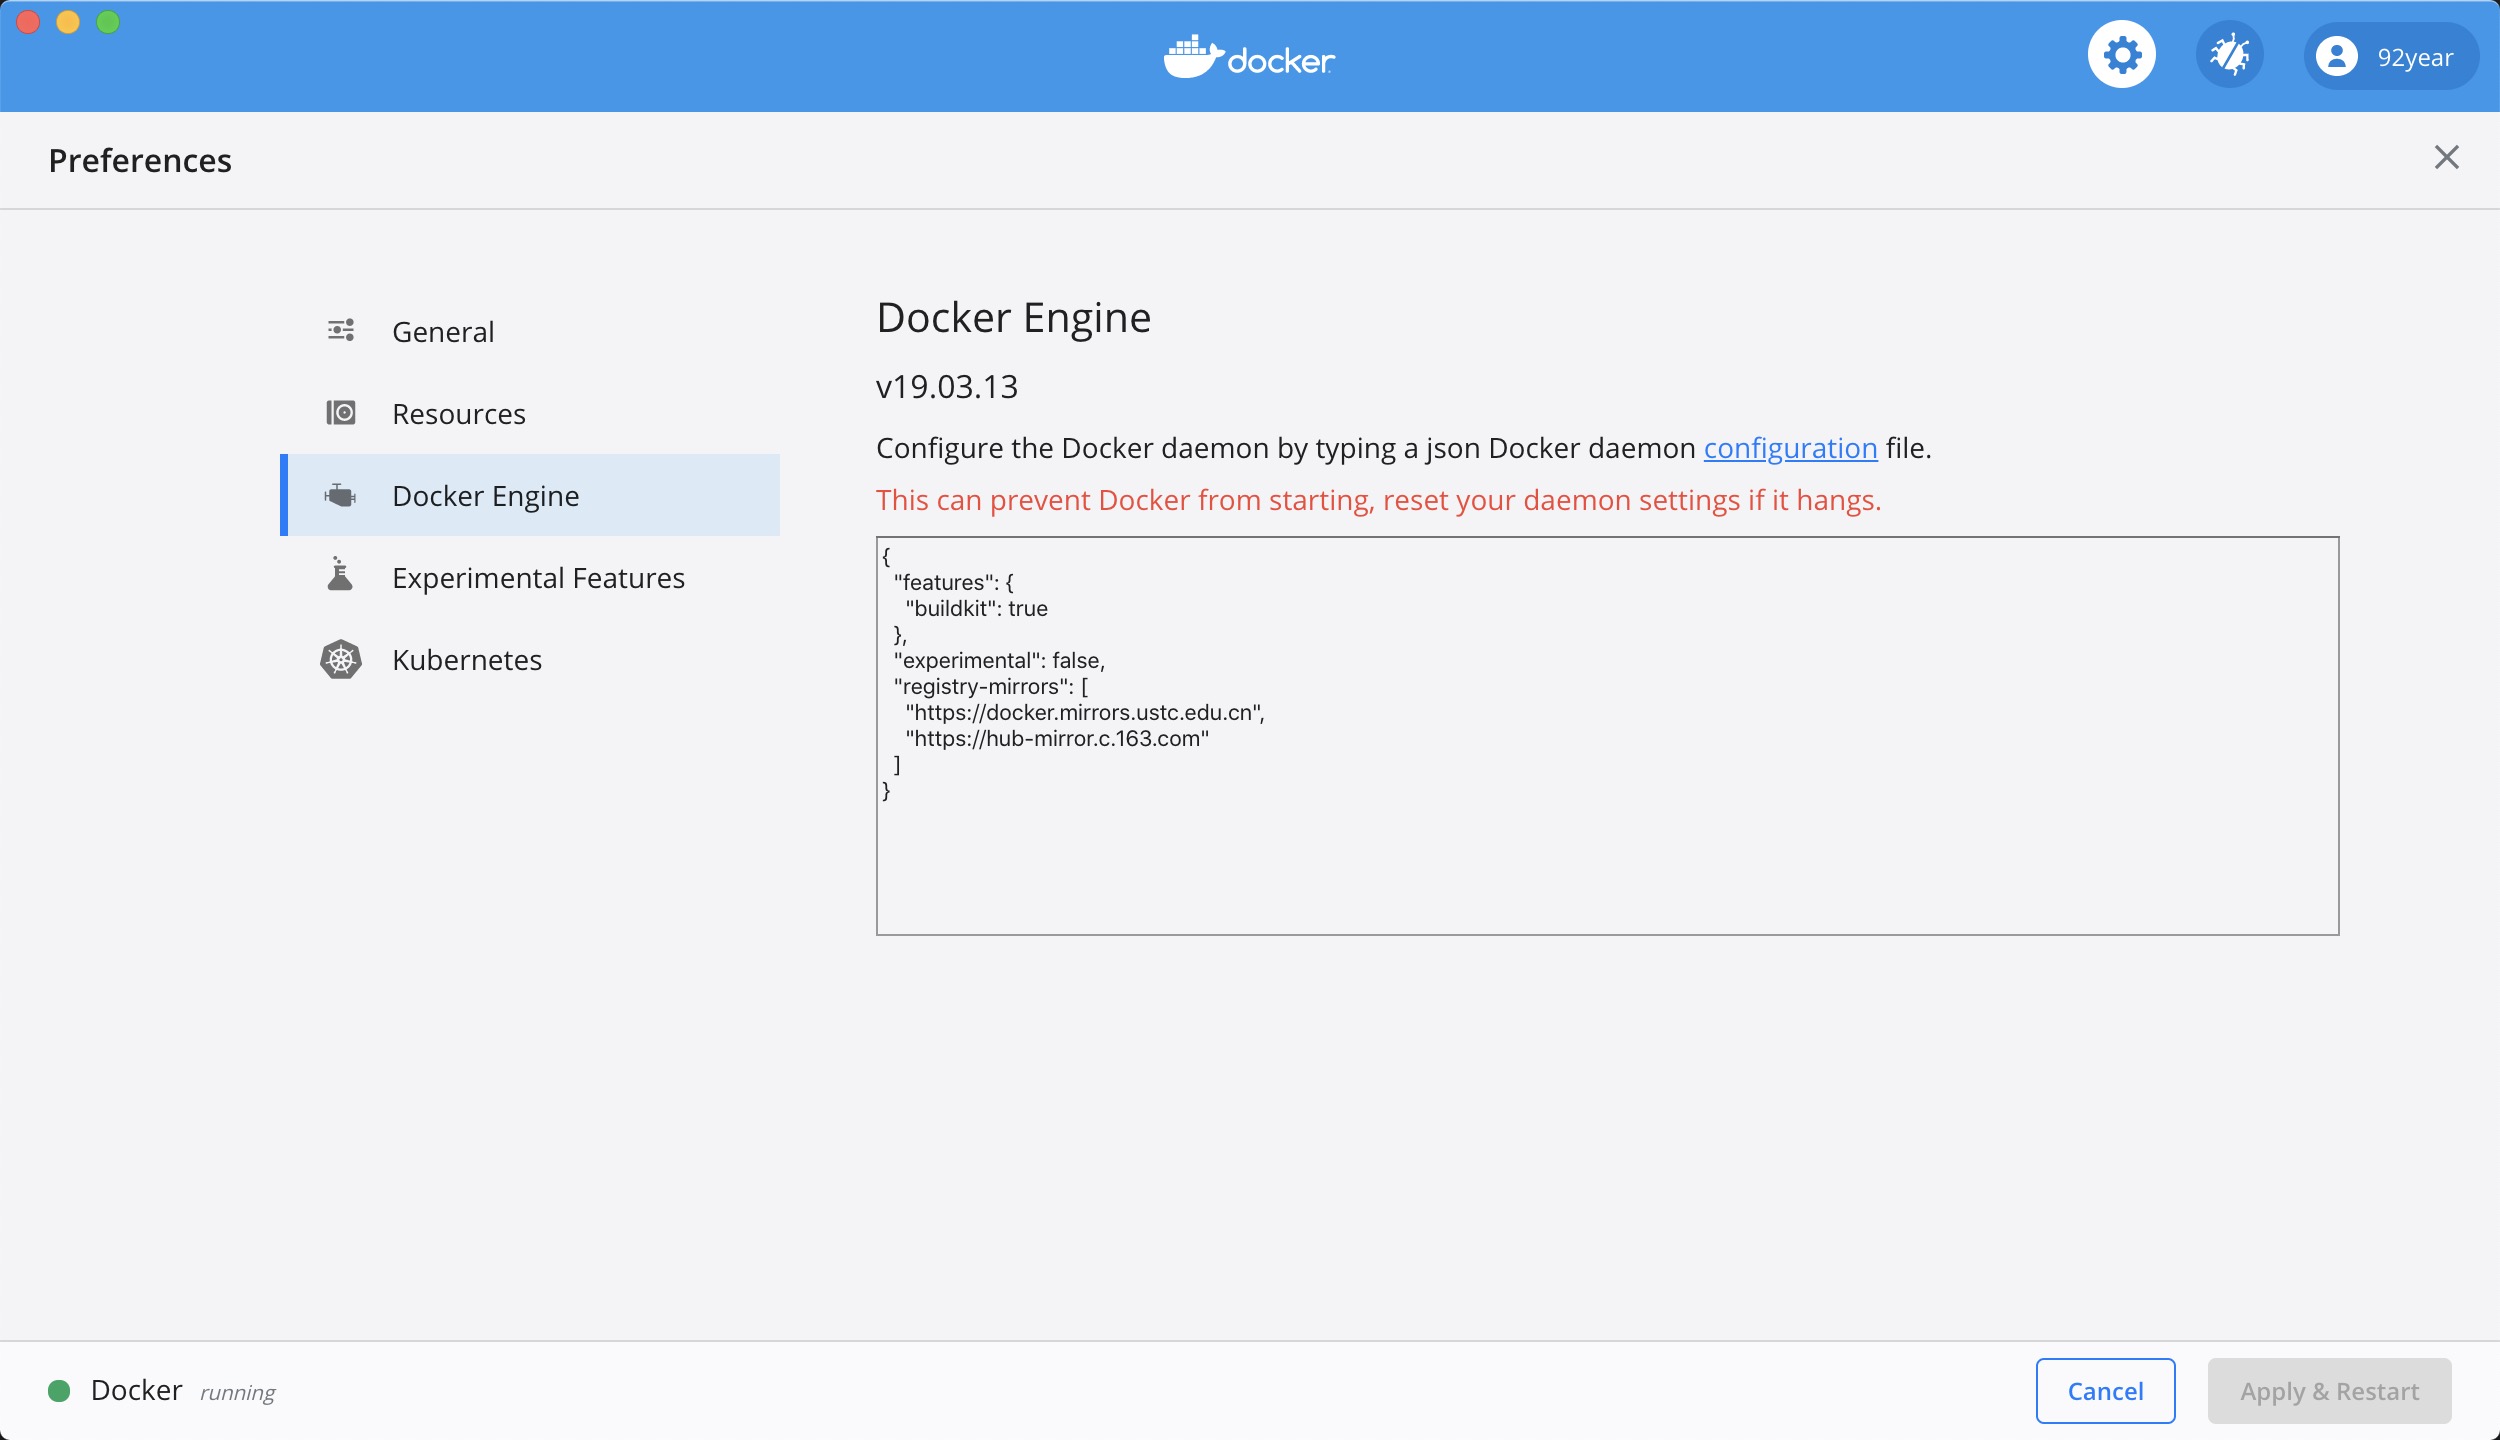 docker
92year
Preferences
General
Resources
Docker Engine
Experimental Features
Kubernetes
Docker Engine
v19.03.13
Configure the Docker daemon by typing a json Docker daemon configuration file.
This can prevent Docker from starting, reset your daemon settings if it hangs.
{
  "features": {
    "buildkit": true
  },
  "experimental": false,
  "registry-mirrors": [
    "https://docker.mirrors.ustc.edu.cn",
    "https://hub-mirror.c.163.com"
  ]
}
Docker running
Cancel
Apply & Restart